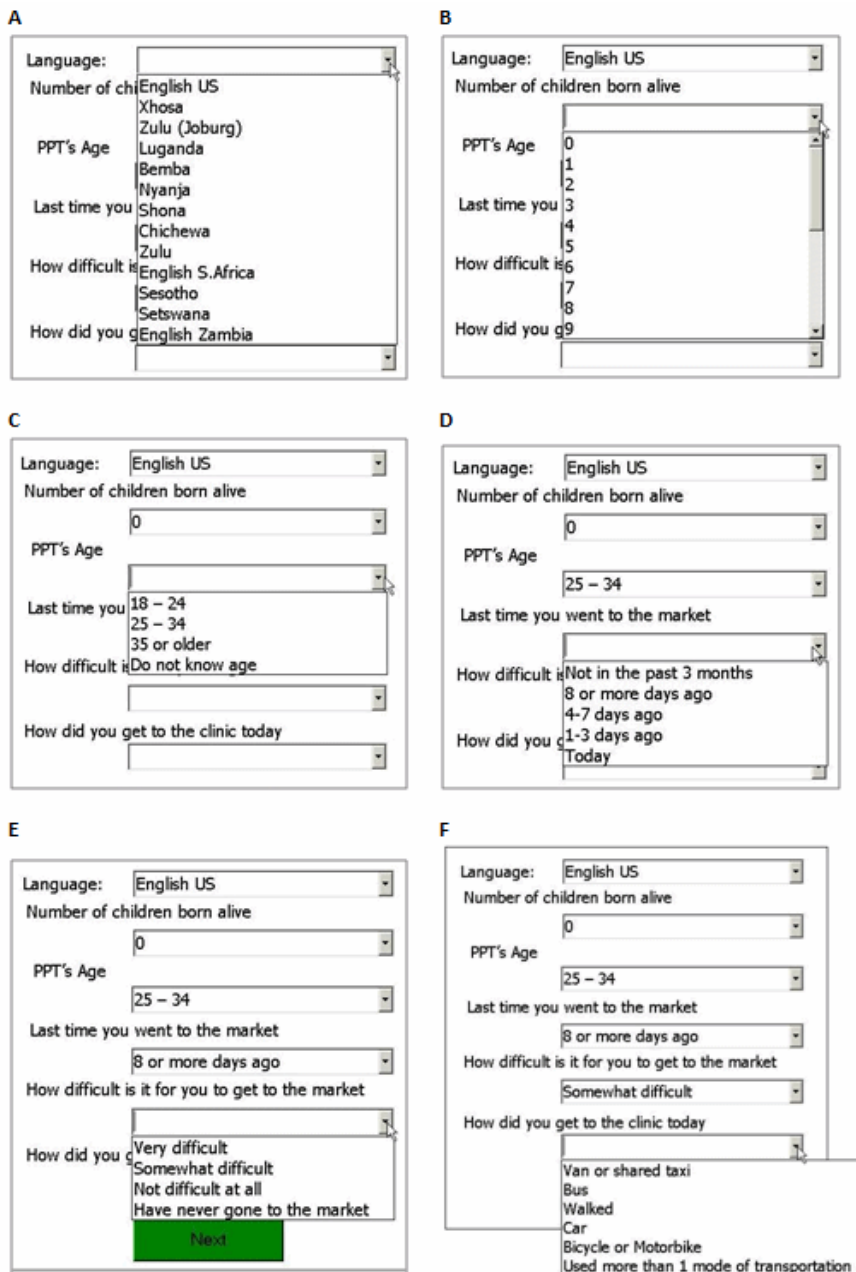 A
Language:
Number of chi
English US
Xhosa
Zulu (Joburg)
Luganda
Bemba
Nyanja
Shona
Chichewa
Zulu
English S.Africa
Sesotho
Setswana
English Zambia
PPT's Age
Last time you
How difficult is
How did you g
B
Language: English US
Number of children born alive
0
1
2
3
4
5
6
7
8
9
PPT's Age
Last time you
How difficult is
How did you g
C
Language: English US
Number of children born alive
0
PPT's Age
18 – 24
25 – 34
35 or older
Do not know age
Last time you
How difficult is
How did you get to the clinic today
D
Language: English US
Number of children born alive
0
PPT's Age
25 – 34
Last time you went to the market
Not in the past 3 months
8 or more days ago
4-7 days ago
1-3 days ago
Today
How difficult is
How did you g
E
Language: English US
Number of children born alive
0
PPT's Age
25 – 34
Last time you went to the market
8 or more days ago
How difficult is it for you to get to the market
Very difficult
Somewhat difficult
Not difficult at all
Have never gone to the market
How did you g
Next
F
Language: English US
Number of children born alive
0
PPT's Age
25 – 34
Last time you went to the market
8 or more days ago
How difficult is it for you to get to the market
Somewhat difficult
How did you get to the clinic today
Van or shared taxi
Bus
Walked
Car
Bicycle or Motorbike
Used more than 1 mode of transportation